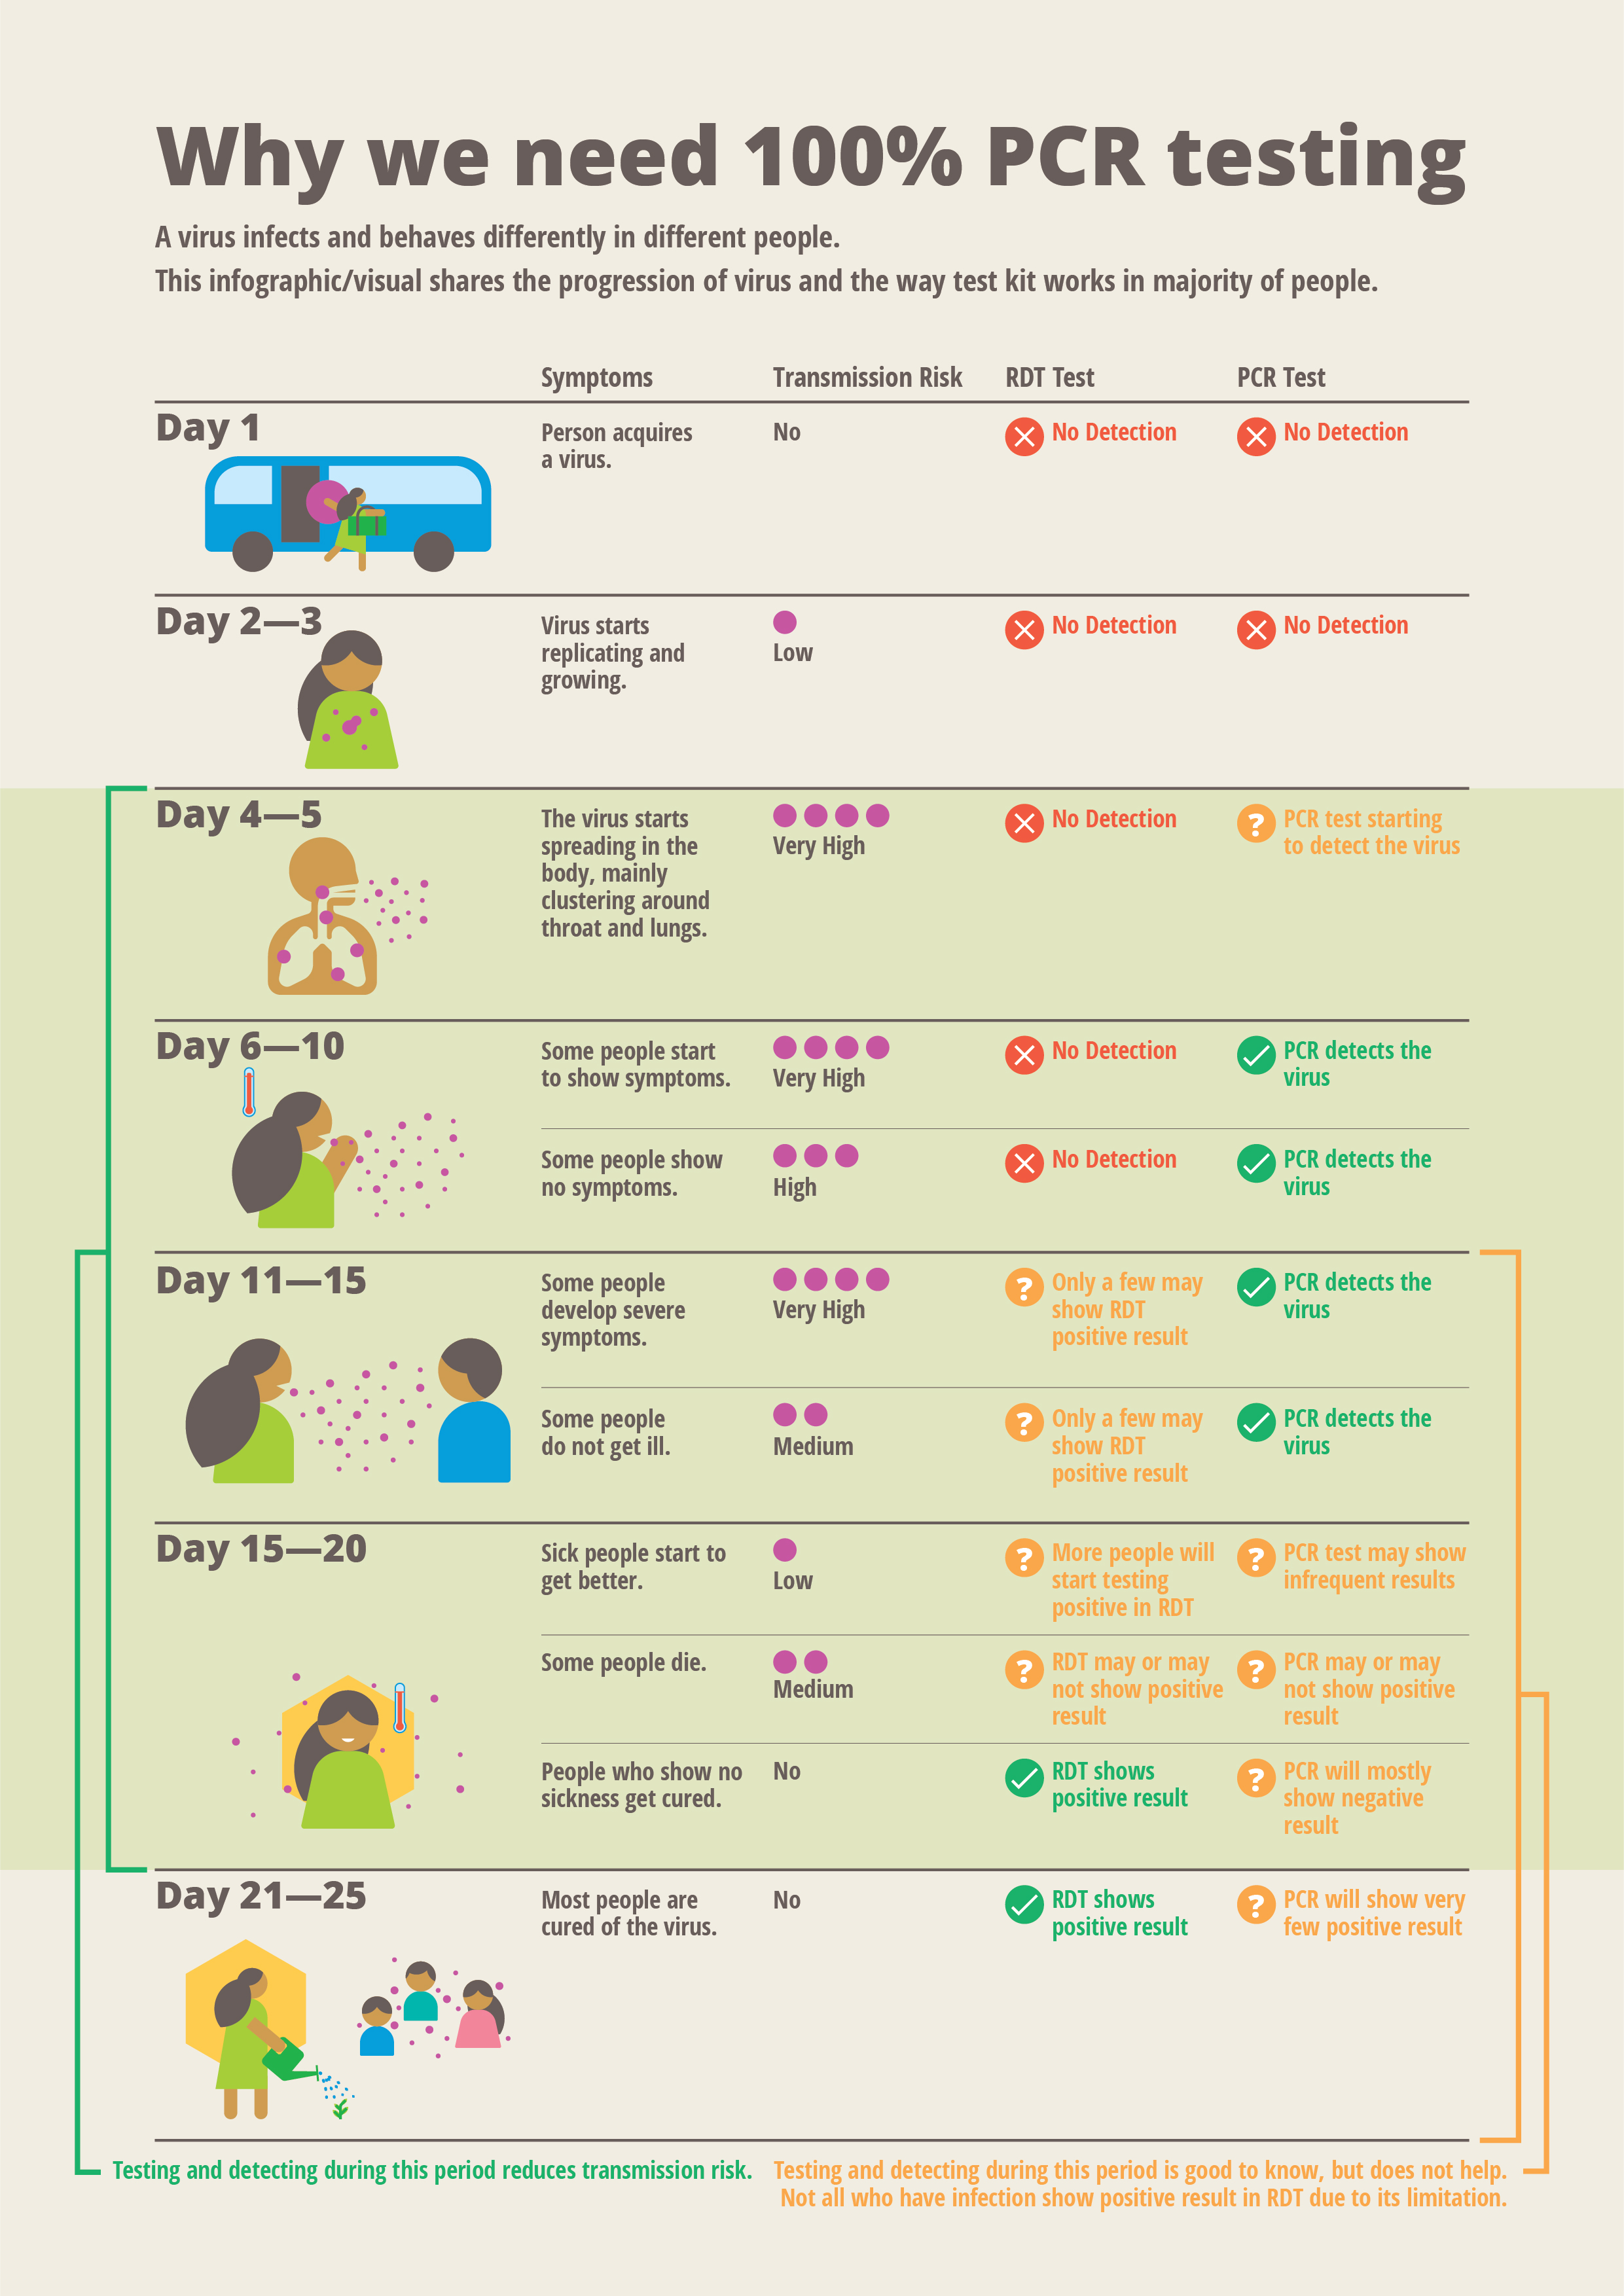 Why we need 100% PCR testing
A virus infects and behaves differently in different people.
This infographic/visual shares the progression of virus and the way test kit works in majority of people.
Symptoms
Transmission Risk
RDT Test
PCR Test
Day 1
Person acquires
a virus.
No
No Detection
No Detection
Day 2—3
Virus starts
replicating and
growing.
Low
No Detection
No Detection
Day 4—5
The virus starts
spreading in the
body, mainly
clustering around
throat and lungs.
Very High
No Detection
? PCR test starting
to detect the virus
Day 6—10
Some people start
to show symptoms.
Very High
No Detection
PCR detects the
virus
Some people show
no symptoms.
High
No Detection
PCR detects the
virus
Day 11—15
Some people
develop severe
symptoms.
Very High
? Only a few may
show RDT
positive result
PCR detects the
virus
Some people
do not get ill.
Medium
? Only a few may
show RDT
positive result
PCR detects the
virus
Day 15—20
Sick people start to
get better.
Low
? More people will
start testing
positive in RDT
? PCR test may show
infrequent results
Some people die.
Medium
? RDT may or may
not show positive
result
? PCR may or may
not show positive
result
People who show no
sickness get cured.
No
RDT shows
positive result
? PCR will mostly
show negative
result
Day 21—25
Most people are
cured of the virus.
No
RDT shows
positive result
? PCR will show very
few positive result
Testing and detecting during this period reduces transmission risk.
Testing and detecting during this period is good to know, but does not help.
Not all who have infection show positive result in RDT due to its limitation.